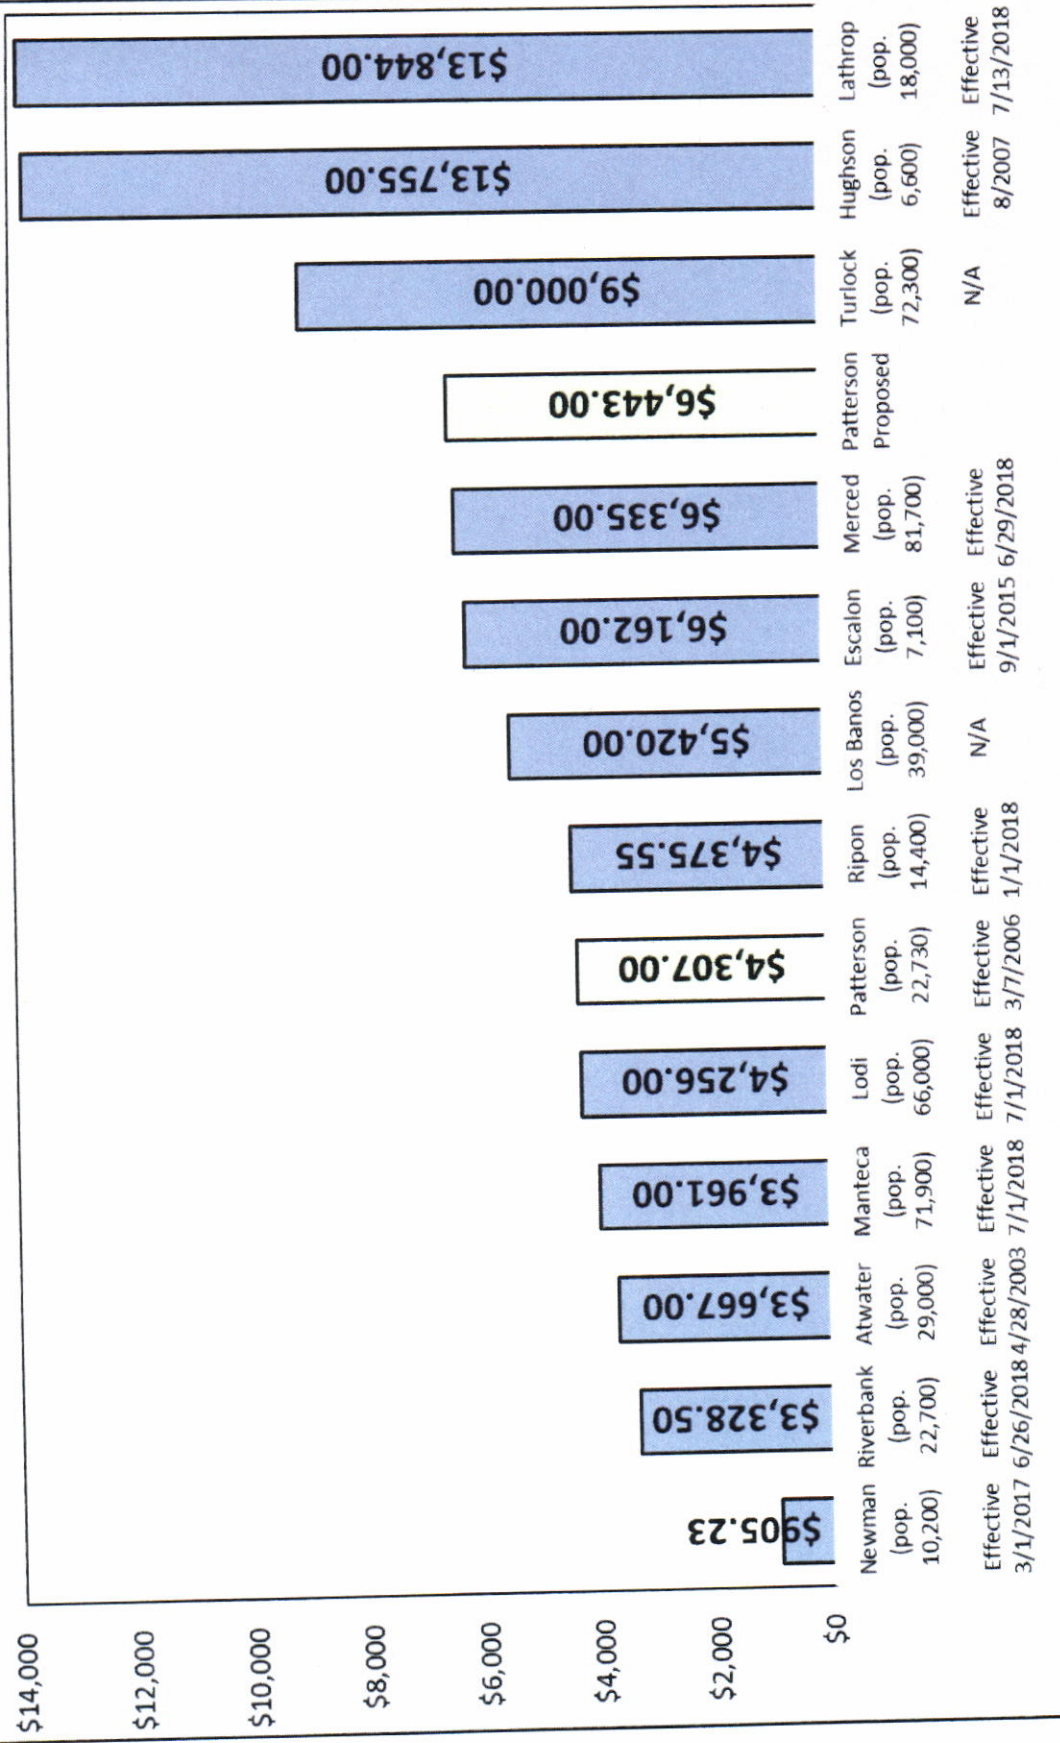 $14,000
$12,000
$10,000
$8,000
$6,000
$4,000
$2,000
$0
$905.23
$3,328.50
$3,667.00
$3,961.00
$4,256.00
$4,307.00
$4,375.55
$5,420.00
$6,162.00
$6,335.00
$6,443.00
$9,000.00
$13,755.00
$13,844.00
Newman
(pop.
10,200)
Effective
3/1/2017
Riverbank
(pop.
22,700)
Effective
6/26/2018
Atwater
(pop.
29,000)
Effective
4/28/2003
Manteca
(pop.
71,900)
Effective
7/1/2018
Lodi
(pop.
66,000)
Effective
7/1/2018
Patterson
(pop.
22,730)
Effective
3/7/2006
Ripon
(pop.
14,400)
Effective
1/1/2018
Los Banos
(pop.
39,000)
N/A
Escalon
(pop.
7,100)
Effective
9/1/2015
Merced
(pop.
81,700)
Effective
6/29/2018
Patterson
Proposed
Turlock
(pop.
72,300)
N/A
Hughson
(pop.
6,600)
Effective
8/2007
Lathrop
(pop.
18,000)
Effective
7/13/2018